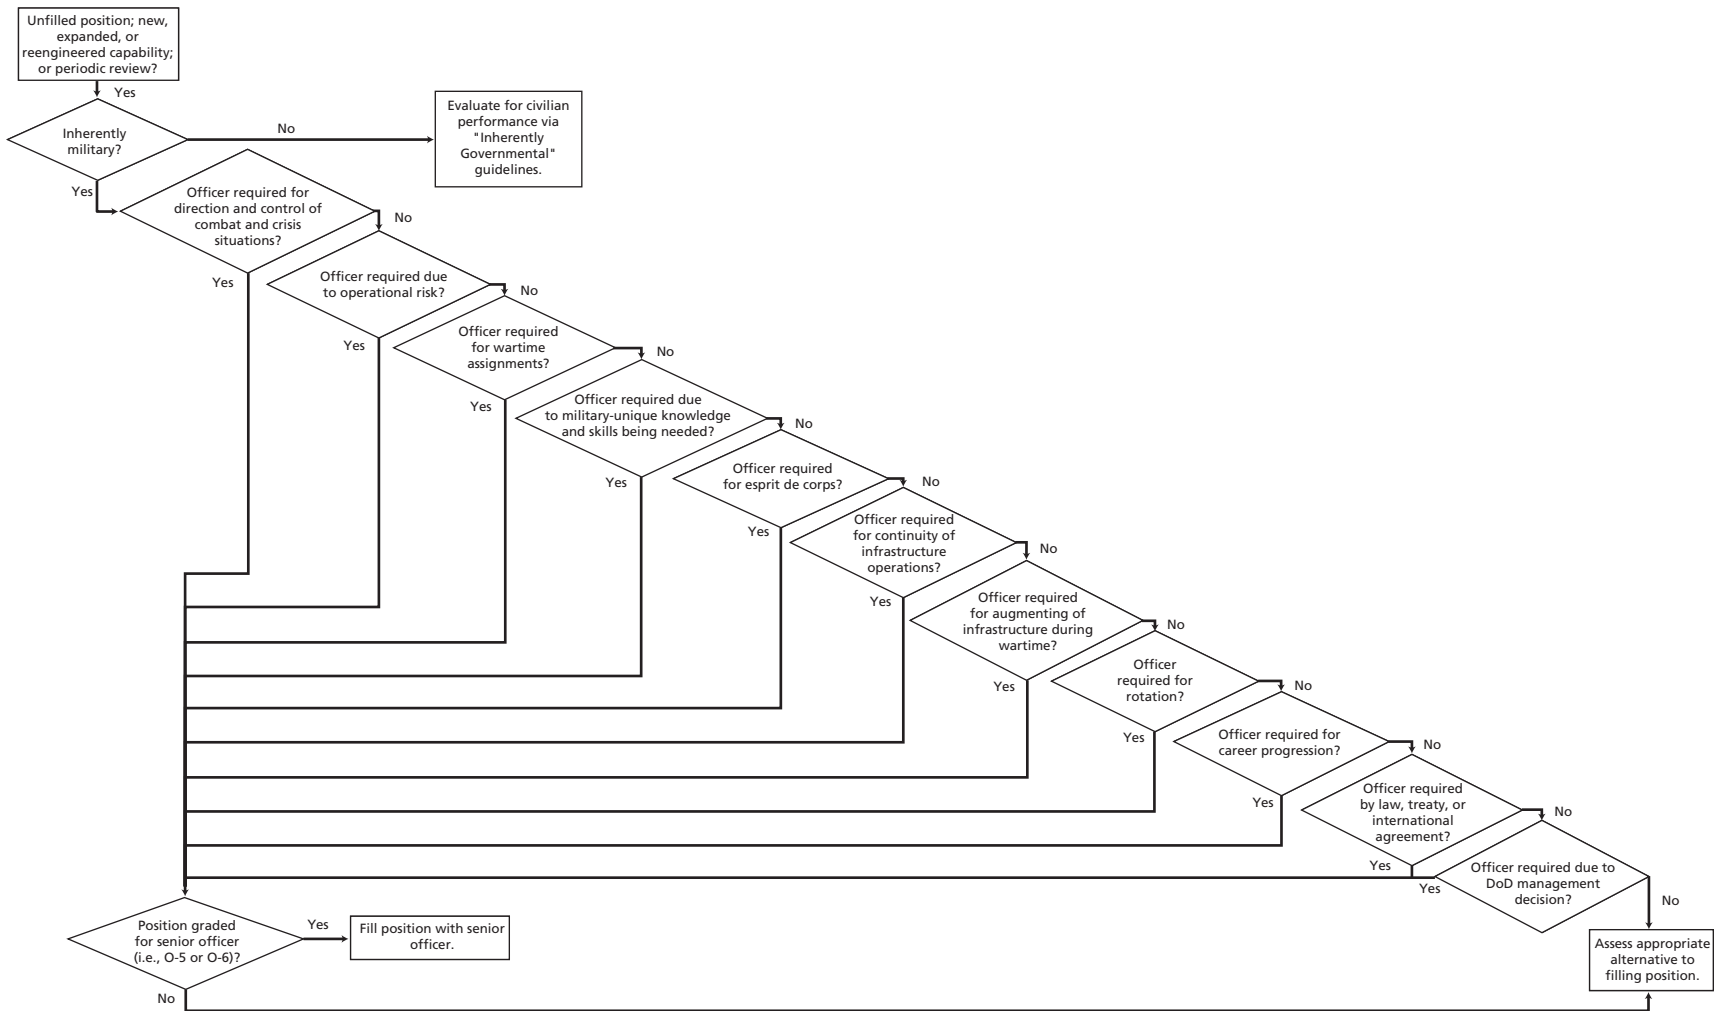 Unfilled position; new,
expanded, or
reengineered capability;
or periodic review?
Yes
Inherently
military?
No
Evaluate for civilian
performance via
"Inherently
Governmental"
guidelines.
Yes
Officer required for
direction and control of
combat and crisis
situations?
No
Yes
Officer required due
to operational risk?
No
Yes
Officer required
for wartime
assignments?
No
Yes
Officer required due
to military-unique knowledge
and skills being needed?
No
Yes
Officer required
for esprit de corps?
No
Yes
Officer required
for continuity of
infrastructure
operations?
No
Yes
Officer required
for augmenting of
infrastructure during
wartime?
No
Yes
Officer
required for
rotation?
No
Yes
Officer required for
career progression?
No
Yes
Officer required
by law, treaty, or
international
agreement?
No
Yes
Officer required due to
DoD management
decision?
Yes
No
Position graded
for senior officer
(i.e., O-5 or O-6)?
Yes
Fill position with senior
officer.
No
Assess appropriate
alternative to
filling position.